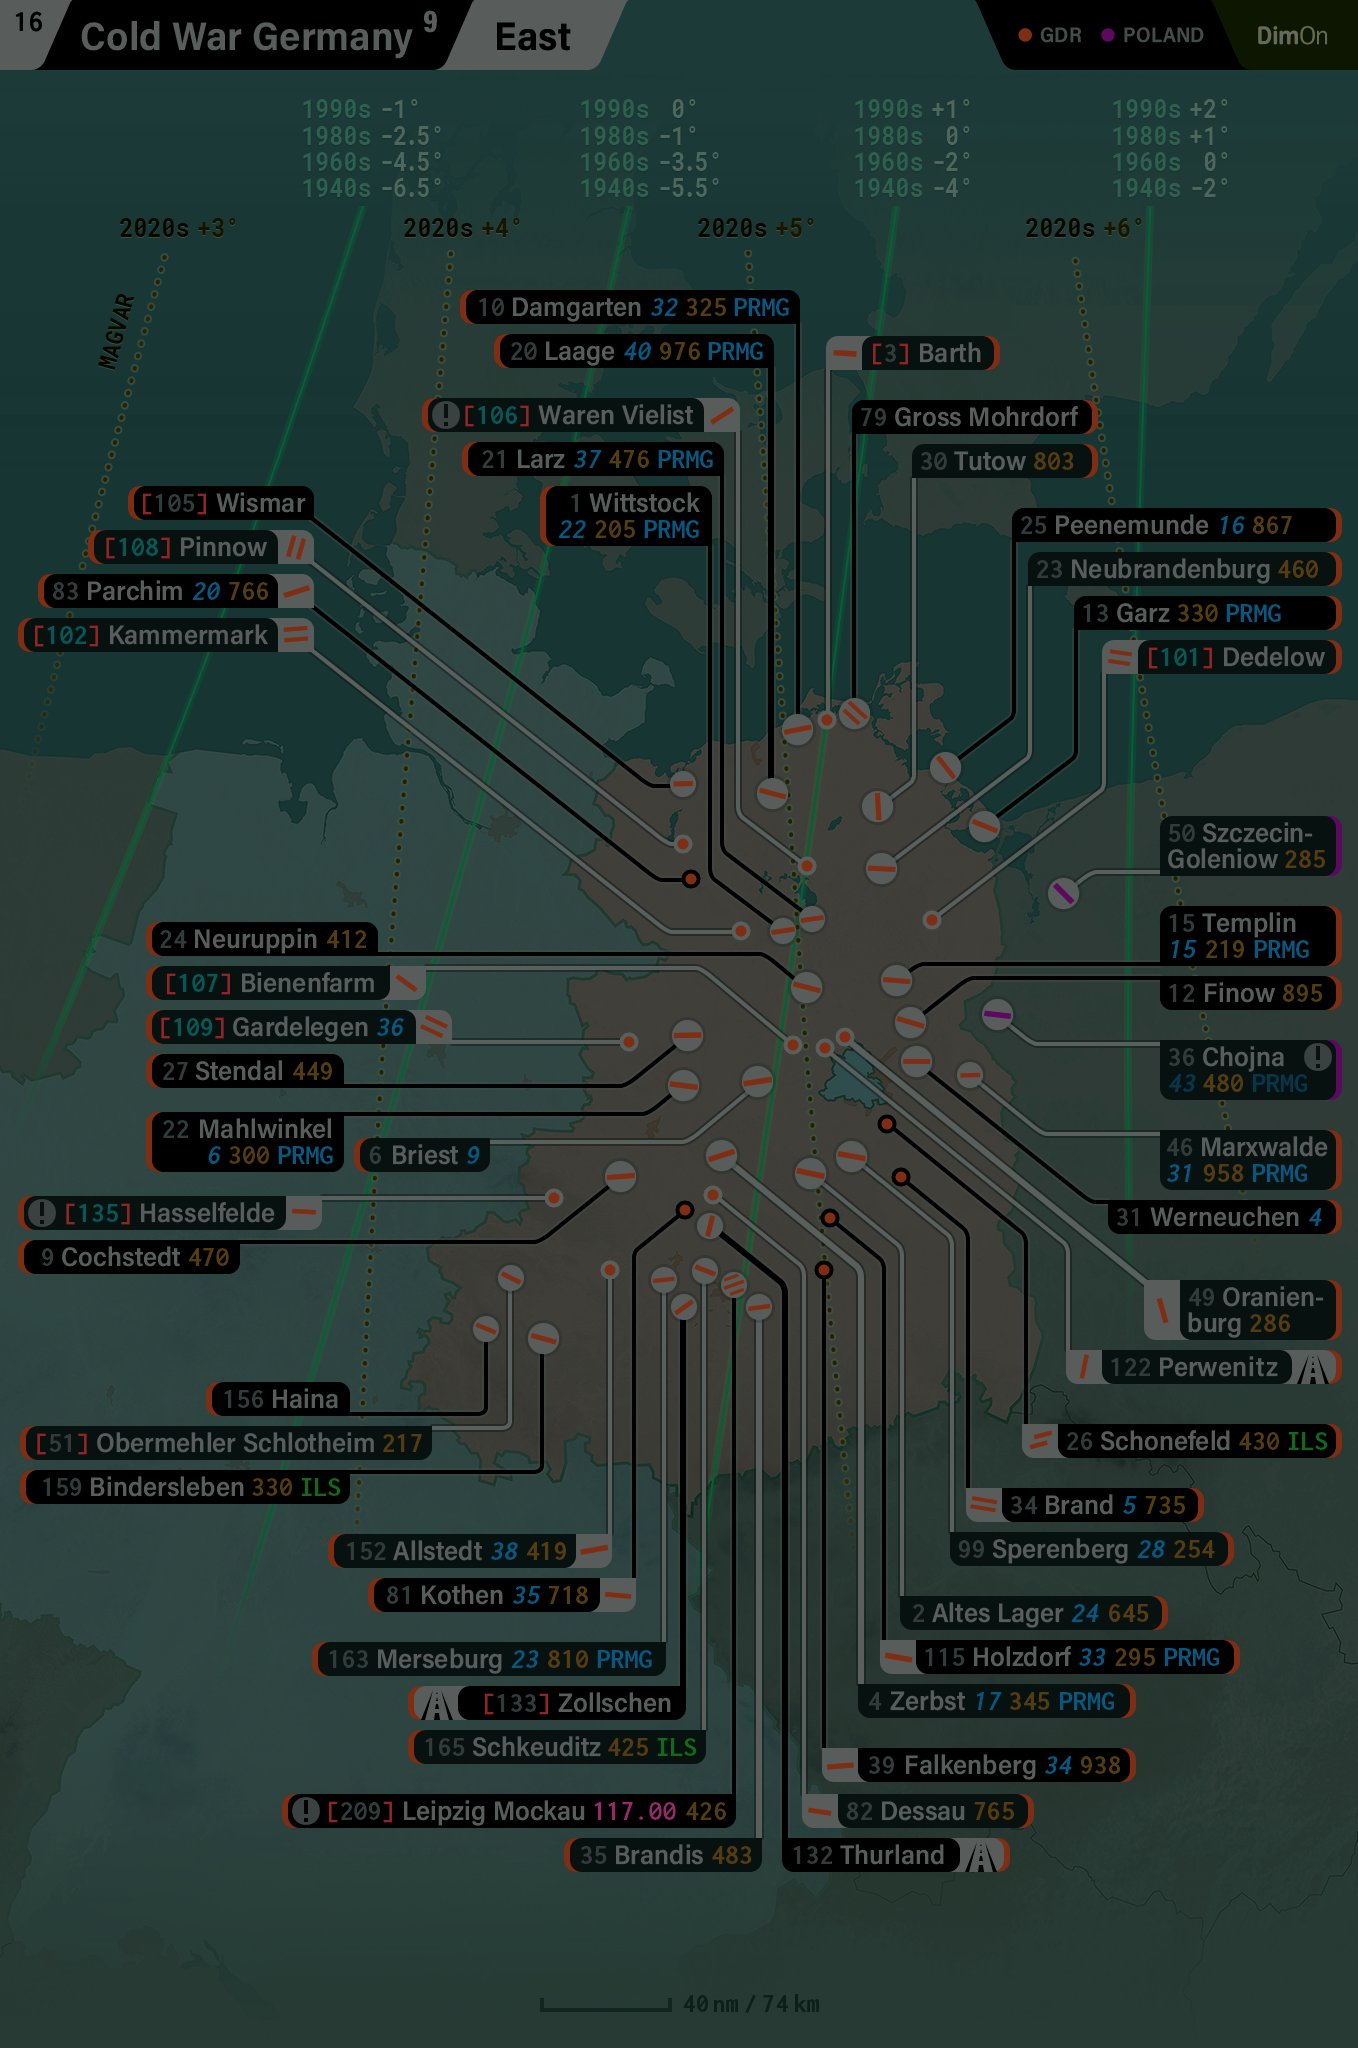 16 Cold War Germany 9 East GDR POLAND DimOn
1990s -1° 1990s 0° 1990s +1° 1990s +2°
1980s -2.5° 1980s -1° 1980s 0° 1980s +1°
1960s -4.5° 1960s -3.5° 1960s -2° 1960s 0°
1940s -6.5° 1940s -5.5° 1940s -4° 1940s -2°
2020s +3° 2020s +4° 2020s +5° 2020s +6°
MAGVAR
10 Damgarten 32 325 PRMG
20 Laage 40 976 PRMG
[3] Barth
[106] Waren Vielist
79 Gross Mohrdorf
21 Larz 37 476 PRMG
30 Tutow 803
1 Wittstock
22 205 PRMG
[105] Wismar
[108] Pinnow
83 Parchim 20 766
[102] Kammermark
25 Peenemunde 16 867
23 Neubrandenburg 460
13 Garz 330 PRMG
[101] Dedelow
50 Szczecin-
Goleniow 285
15 Templin
15 219 PRMG
12 Finow 895
36 Chojna
43 480 PRMG
46 Marxwalde
31 958 PRMG
31 Werneuchen 4
49 Oranien-
burg 286
122 Perwenitz
26 Schonefeld 430 ILS
24 Neuruppin 412
[107] Bienenfarm
[109] Gardelegen 36
27 Stendal 449
22 Mahlwinkel
6 300 PRMG
6 Briest 9
[135] Hasselfelde
9 Cochstedt 470
156 Haina
[51] Obermehler Schlotheim 217
159 Bindersleben 330 ILS
152 Allstedt 38 419
81 Kothen 35 718
163 Merseburg 23 810 PRMG
[133] Zollschen
165 Schkeuditz 425 ILS
[209] Leipzig Mockau 117.00 426
35 Brandis 483
34 Brand 5 735
99 Sperenberg 28 254
2 Altes Lager 24 645
115 Holzdorf 33 295 PRMG
4 Zerbst 17 345 PRMG
39 Falkenberg 34 938
82 Dessau 765
132 Thurland
40 nm / 74 km